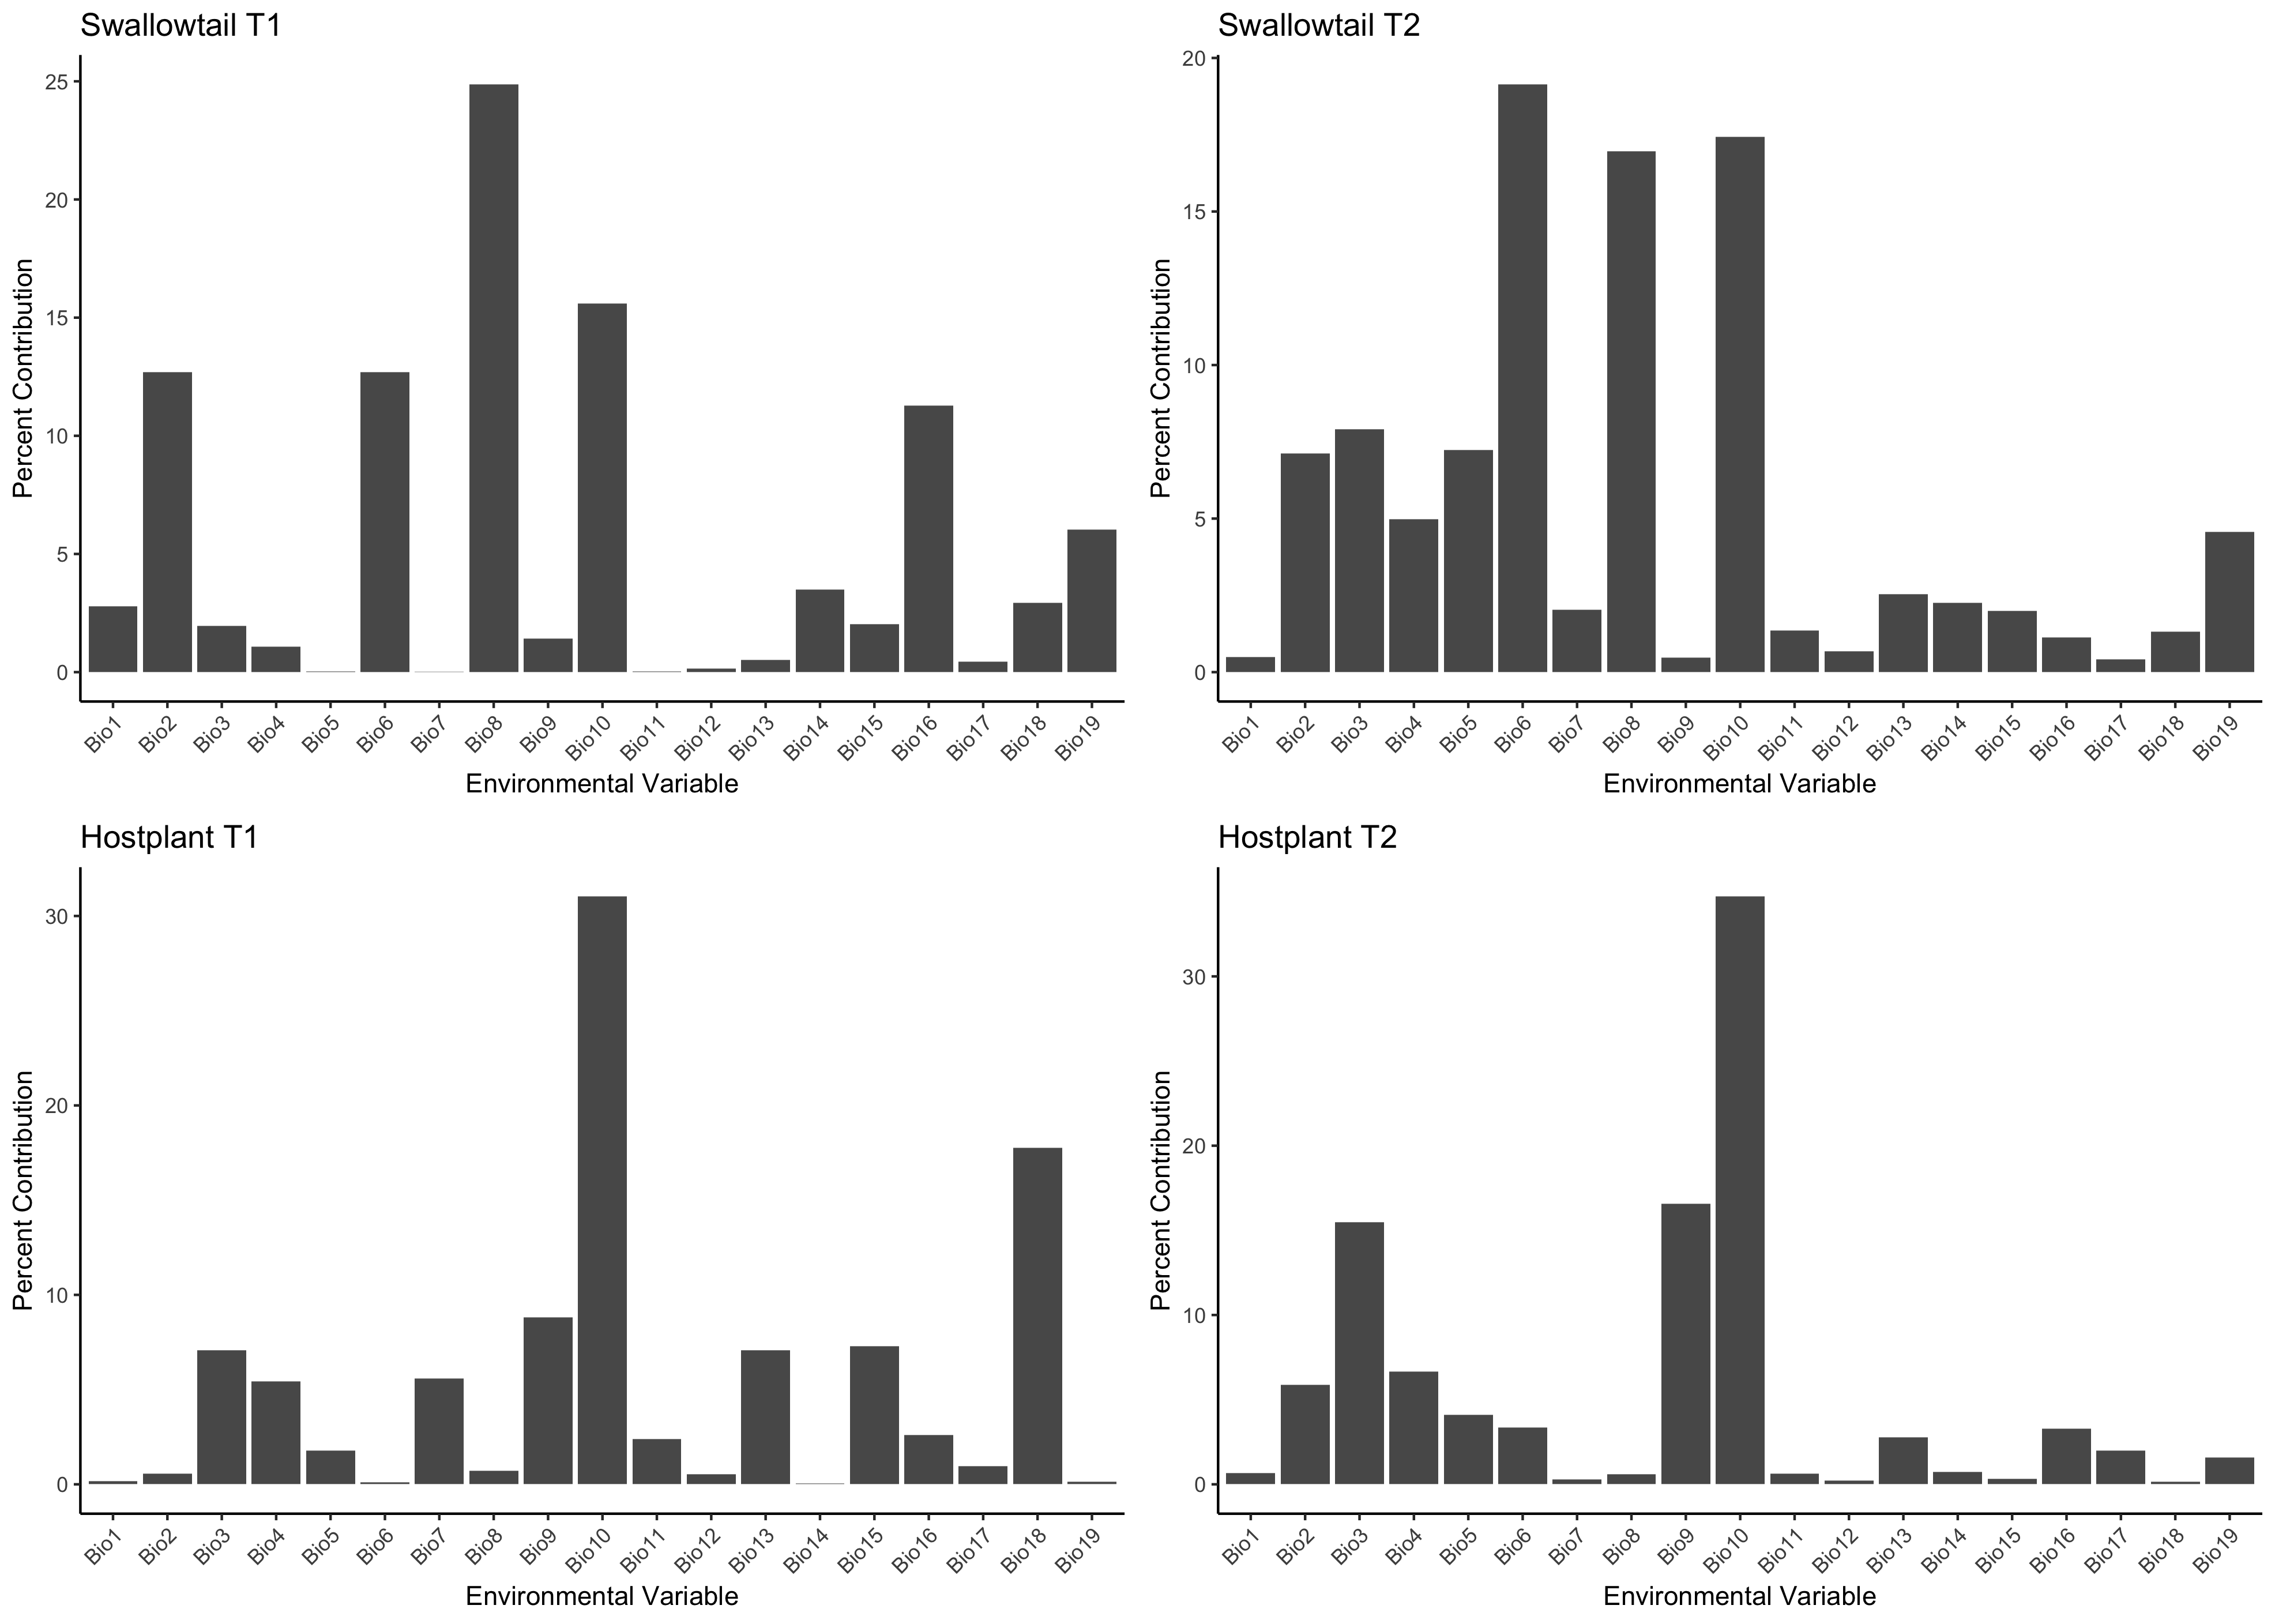 Swallowtail T1
25
20
15
10
5
0
Percent Contribution
Bio1 Bio2 Bio3 Bio4 Bio5 Bio6 Bio7 Bio8 Bio9 Bio10 Bio11 Bio12 Bio13 Bio14 Bio15 Bio16 Bio17 Bio18 Bio19
Environmental Variable
Swallowtail T2
20
15
10
5
0
Percent Contribution
Bio1 Bio2 Bio3 Bio4 Bio5 Bio6 Bio7 Bio8 Bio9 Bio10 Bio11 Bio12 Bio13 Bio14 Bio15 Bio16 Bio17 Bio18 Bio19
Environmental Variable
Hostplant T1
30
20
10
0
Percent Contribution
Bio1 Bio2 Bio3 Bio4 Bio5 Bio6 Bio7 Bio8 Bio9 Bio10 Bio11 Bio12 Bio13 Bio14 Bio15 Bio16 Bio17 Bio18 Bio19
Environmental Variable
Hostplant T2
30
20
10
0
Percent Contribution
Bio1 Bio2 Bio3 Bio4 Bio5 Bio6 Bio7 Bio8 Bio9 Bio10 Bio11 Bio12 Bio13 Bio14 Bio15 Bio16 Bio17 Bio18 Bio19
Environmental Variable